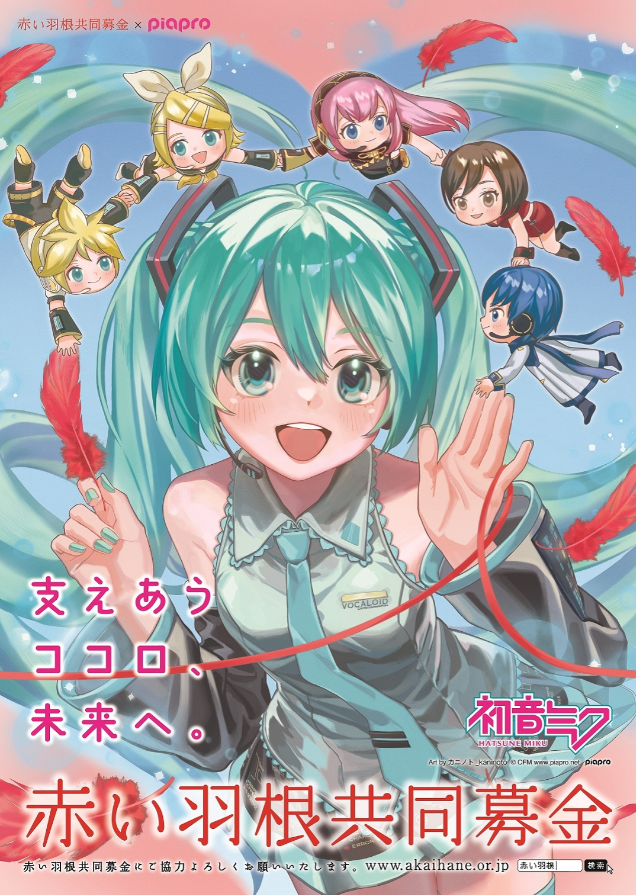 赤い羽根共同募金 × piapro
VOCALOID
支えあう
ココロ、
未来へ。
初音ミク
HATSUNE MIKU
Art by カニノト_kaninoto © CFM www.piapro.net piapro
赤い羽根共同募金
赤い羽根共同募金にご協力よろしくお願いいたします。 www.akaihane.or.jp 赤い羽根 検索